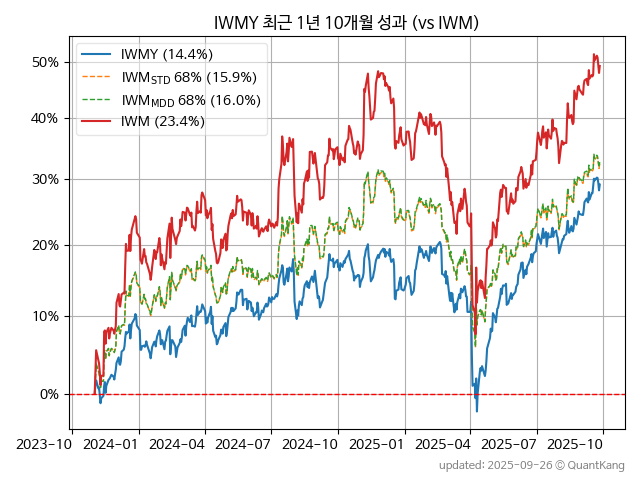 IWMY 최근 1년 10개월 성과 (vs IWM)
IWMY (14.4%)
IWM_STD 68% (15.9%)
IWM_MDD 68% (16.0%)
IWM (23.4%)
50%
40%
30%
20%
10%
0%
2023-10 2024-01 2024-04 2024-07 2024-10 2025-01 2025-04 2025-07 2025-10
updated: 2025-09-26 © QuantKang